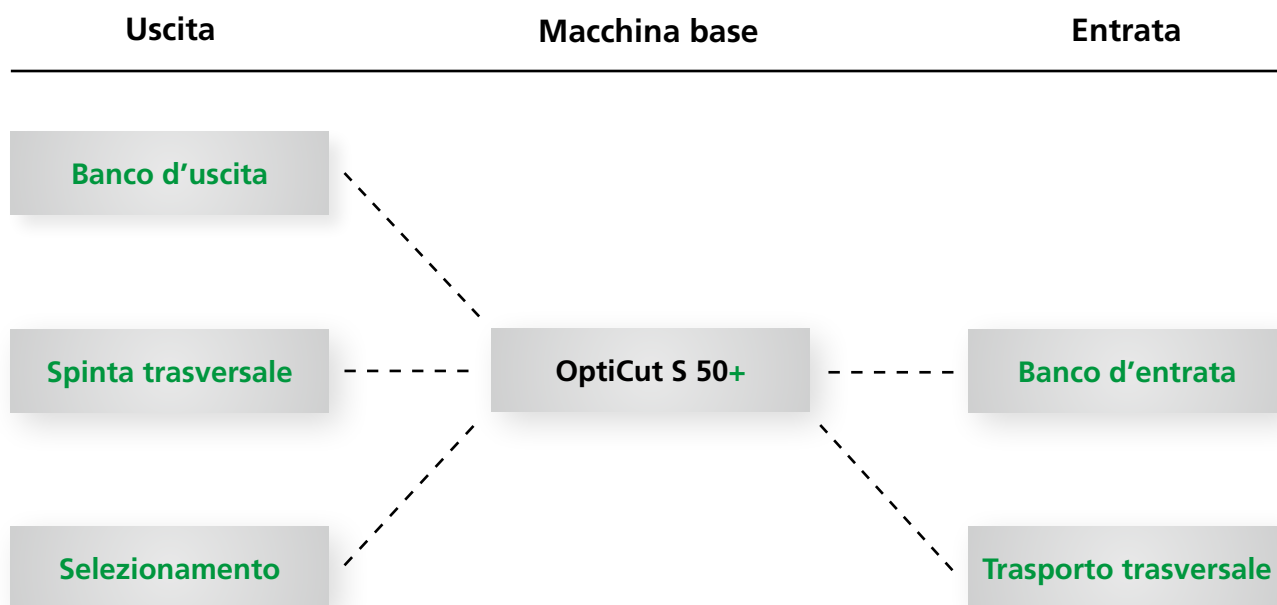 Uscita
Macchina base
Entrata
Banco d’uscita
Spinta trasversale
OptiCut S 50+
Banco d’entrata
Selezionamento
Trasporto trasversale